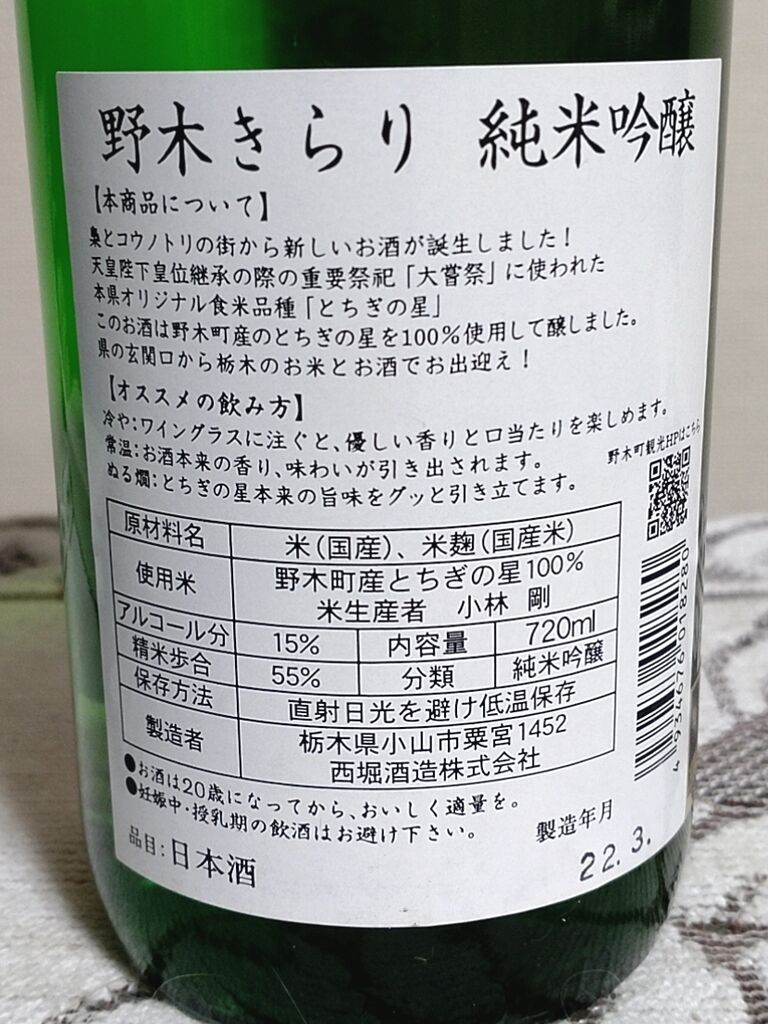 野木きらり 純米吟醸
【本商品について】
梟とコウノトリの街から新しいお酒が誕生しました！
天皇陛下皇位継承の際の重要祭祀「大嘗祭」に使われた
本県オリジナル食米品種「とちぎの星」
このお酒は野木町産のとちぎの星を100%使用して醸しました。
県の玄関口から栃木のお米とお酒でお出迎え！
【オススメの飲み方】
冷や:ワイングラスに注ぐと、優しい香りと口当たりを楽しめます。
常温:お酒本来の香り、味わいが引き出されます。
ぬる燗:とちぎの星本来の旨味をグッと引き立てます。
野木町観光HPはこちら
原材料名 米(国産)、米麹(国産米)
使用米 野木町産とちぎの星100%
米生産者 小林 剛
アルコール分 15% 内容量 720ml
精米歩合 55% 分類 純米吟醸
保存方法 直射日光を避け低温保存
製造者 栃木県小山市粟宮1452
西堀酒造株式会社
4 934676 018280
●お酒は20歳になってから、おいしく適量を。
●妊娠中・授乳期の飲酒はお避け下さい。
品目:日本酒
製造年月
22.3.